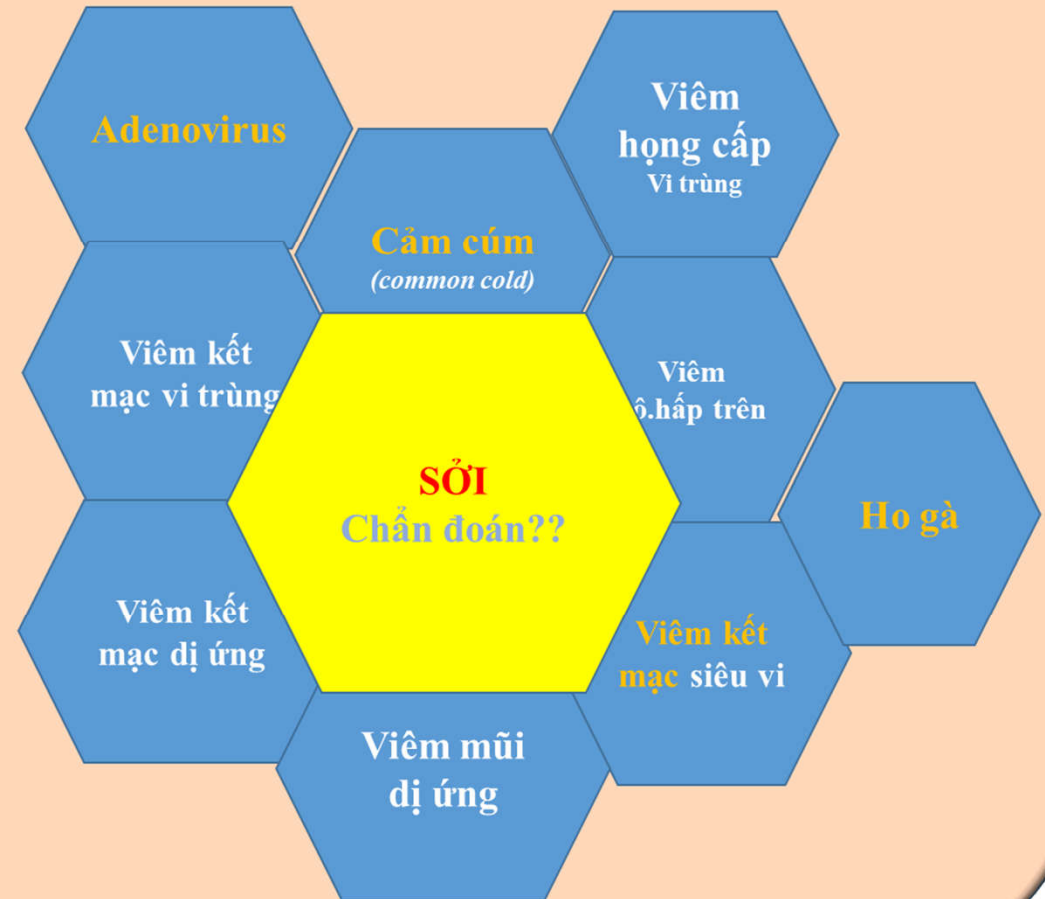 Adenovirus
Viêm
họng cấp
Vi trùng
Cảm cúm
(common cold)
Viêm kết
mạc vi trùng
Viêm
ô.hấp trên
SỞI
Chẩn đoán??
Ho gà
Viêm kết
mạc dị ứng
Viêm kết
mạc siêu vi
Viêm mũi
dị ứng